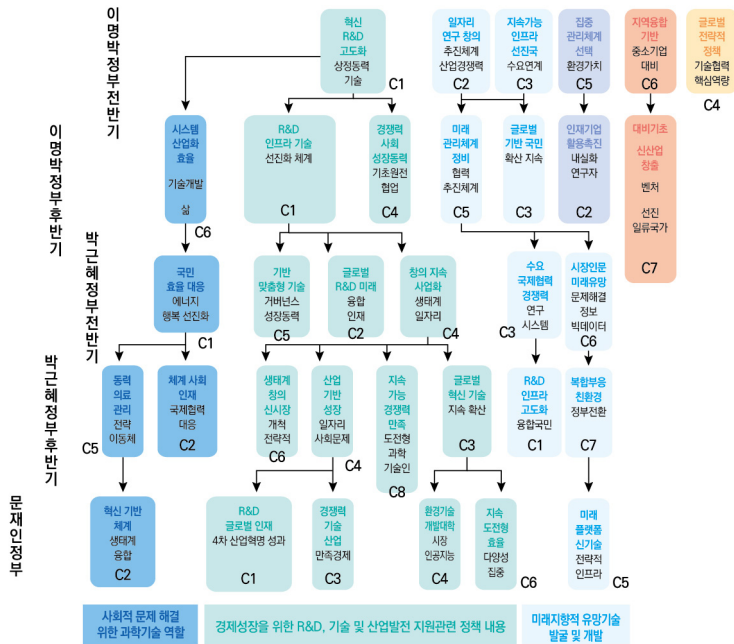 이명박정부전반기
혁신
R&D
고도화
상정동력
기술
C1
일자리
연구 창의
추진체계
산업경쟁력
C2
지속가능
인프라
선진국
수요연계
C3
집중
관리체계
선택
환경가치
C5
지역융합
기반
중소기업
대비
C6
글로벌
전략적
정책
기술협력
핵심역량
C4
이명박정부후반기
시스템
산업화
효율
기술개발
삶
C6
R&D
인프라 기술
선진화 체계
C1
경쟁력
사회
성장동력
기초원전
협업
C4
미래
관리체계
정비
협력
추진체계
C5
글로벌
기반 국민
확산 지속
C3
인재기업
활용촉진
내실화
연구자
C2
대비기초
신산업
창출
벤처
선진
일류국가
C7
박근혜정부전반기
국민
효율 대응
에너지
행복 선진화
C1
기반
맞춤형 기술
거버넌스
성장동력
C5
글로벌
R&D 미래
융합
인재
C2
창의 지속
사업화
생태계
일자리
C4
수요
국제협력
경쟁력
연구
시스템
C3
시장인문
미래유망
문제해결
정보
빅데이터
C6
박근혜정부후반기
동력
의료
관리
전략
이동체
C5
체계 사회
인재
국제협력
대응
C2
생태계
창의
신시장
개척
전략적
C6
산업
기반
성장
일자리
사회문제
C4
지속
가능
경쟁력
만족
도전형
과학
기술인
C8
글로벌
혁신 기술
지속 확산
C3
R&D
인프라
고도화
융합국민
C1
복합부응
친환경
정부전환
C7
문재인정부
혁신 기반
체계
생태계
융합
C2
R&D
글로벌 인재
4차 산업혁명 성과
C1
경쟁력
기술
산업
만족경제
C3
환경기술
개발대학
시장
인공지능
C4
지속
도전형
효율
다양성
집중
C6
미래
플랫폼
신기술
전략적
인프라
C5
사회적 문제 해결
위한 과학기술 역할
경제성장을 위한 R&D, 기술 및 산업발전 지원관련 정책 내용
미래지향적 유망기술
발굴 및 개발